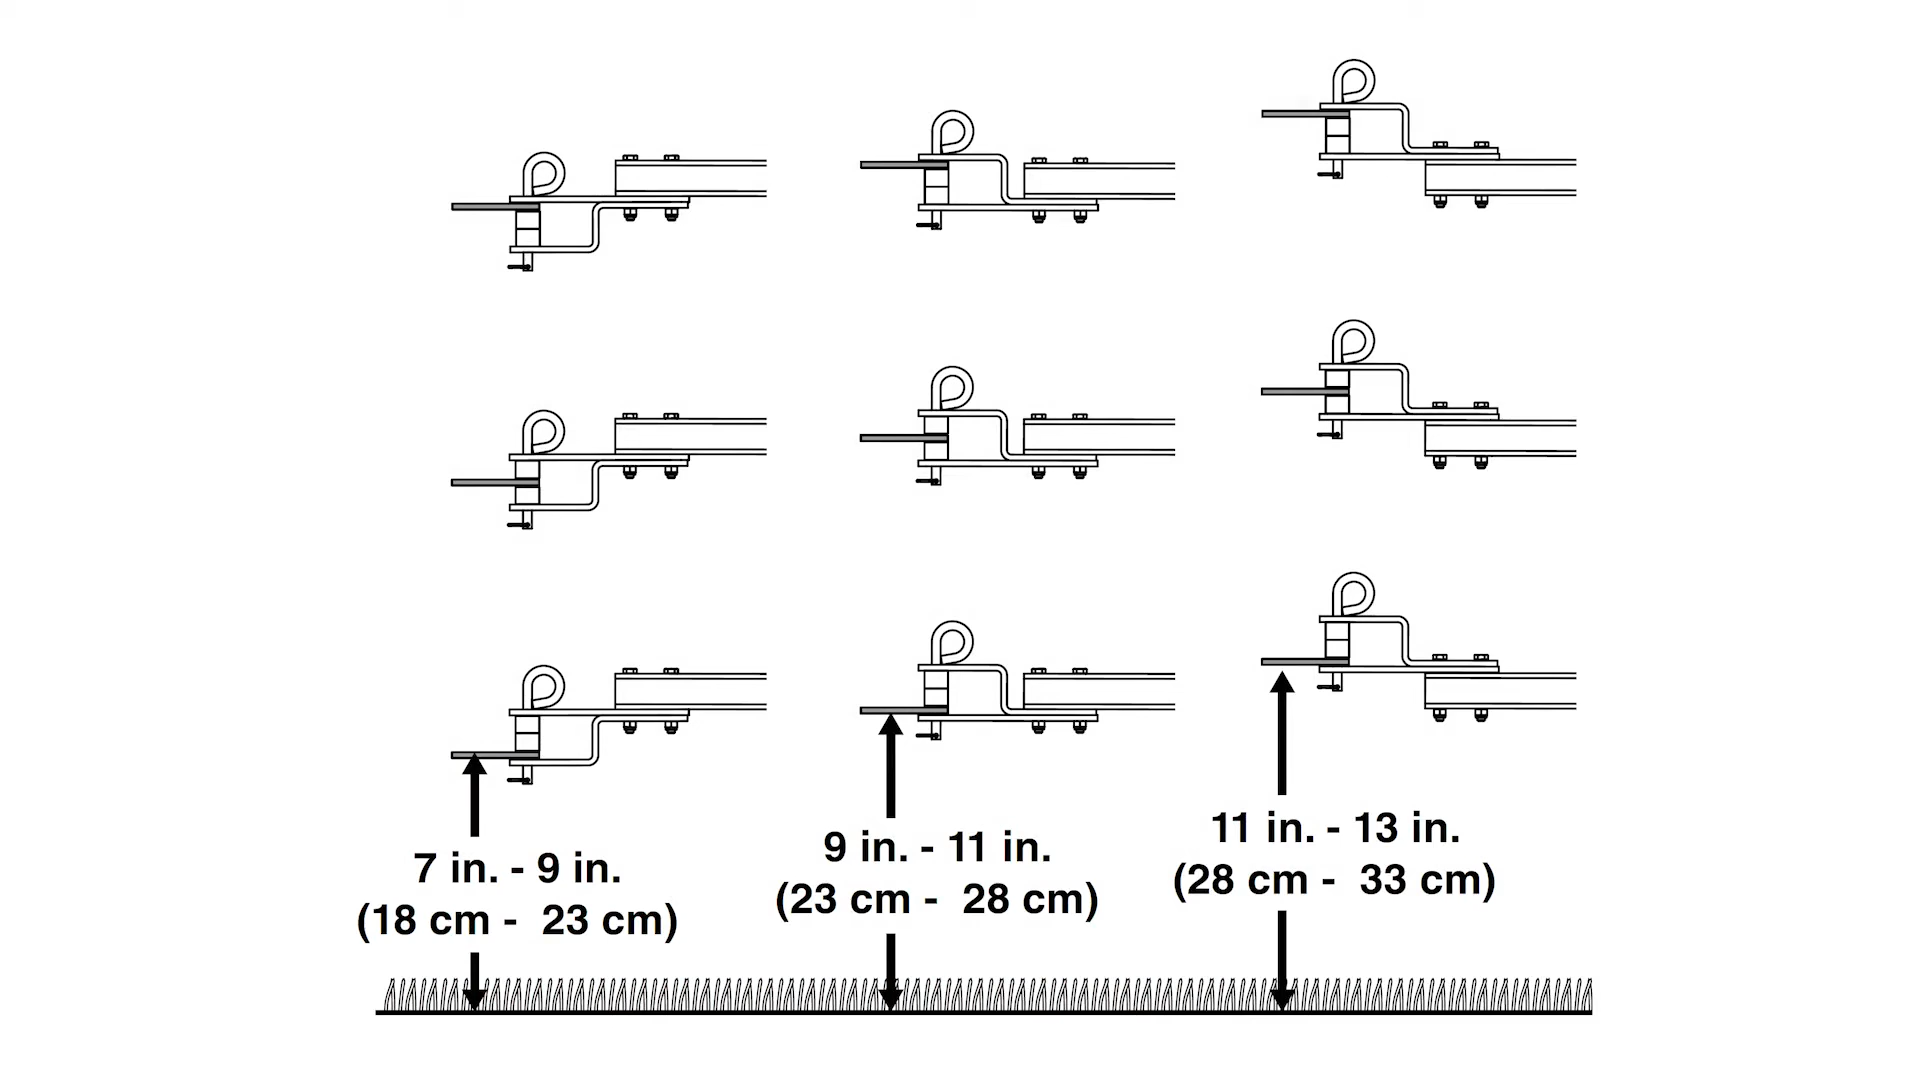 7 in. - 9 in.
(18 cm -  23 cm)
9 in. - 11 in.
(23 cm -  28 cm)
11 in. - 13 in.
(28 cm -  33 cm)